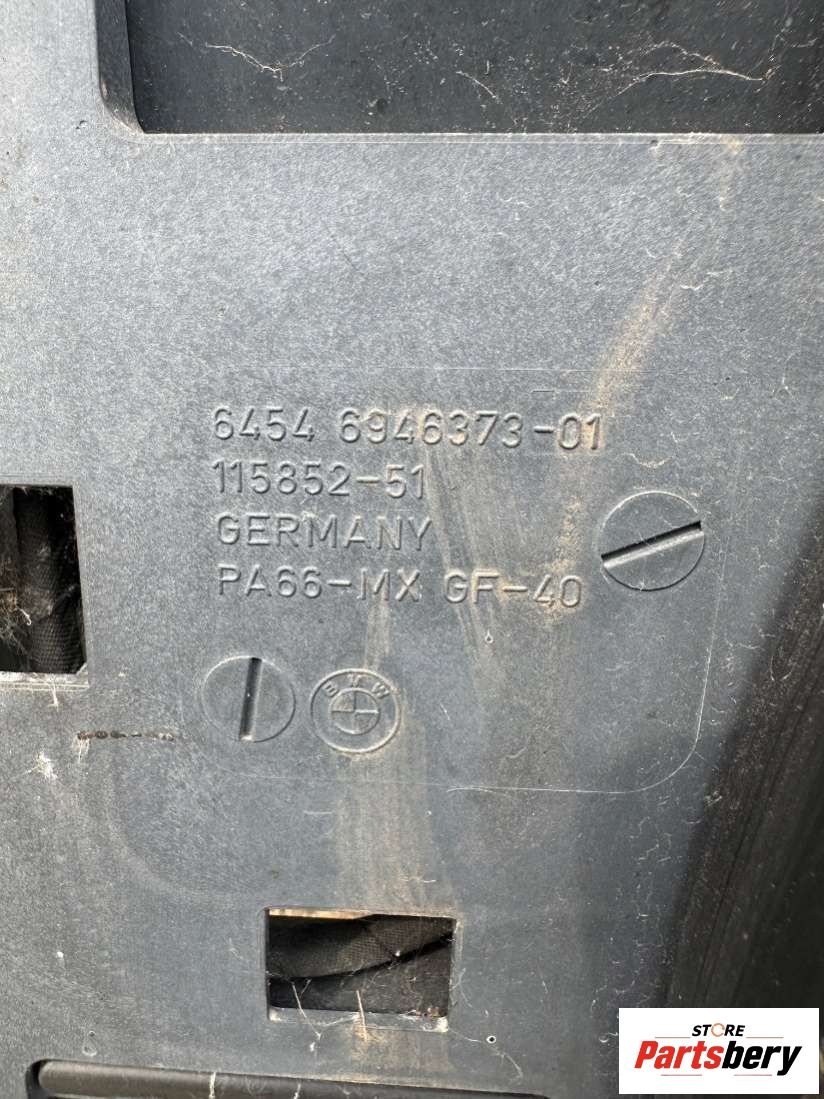 6454 6946373-01
115852-51
GERMANY
PA66-MX GF-40
BMW
STORE
Partsbery